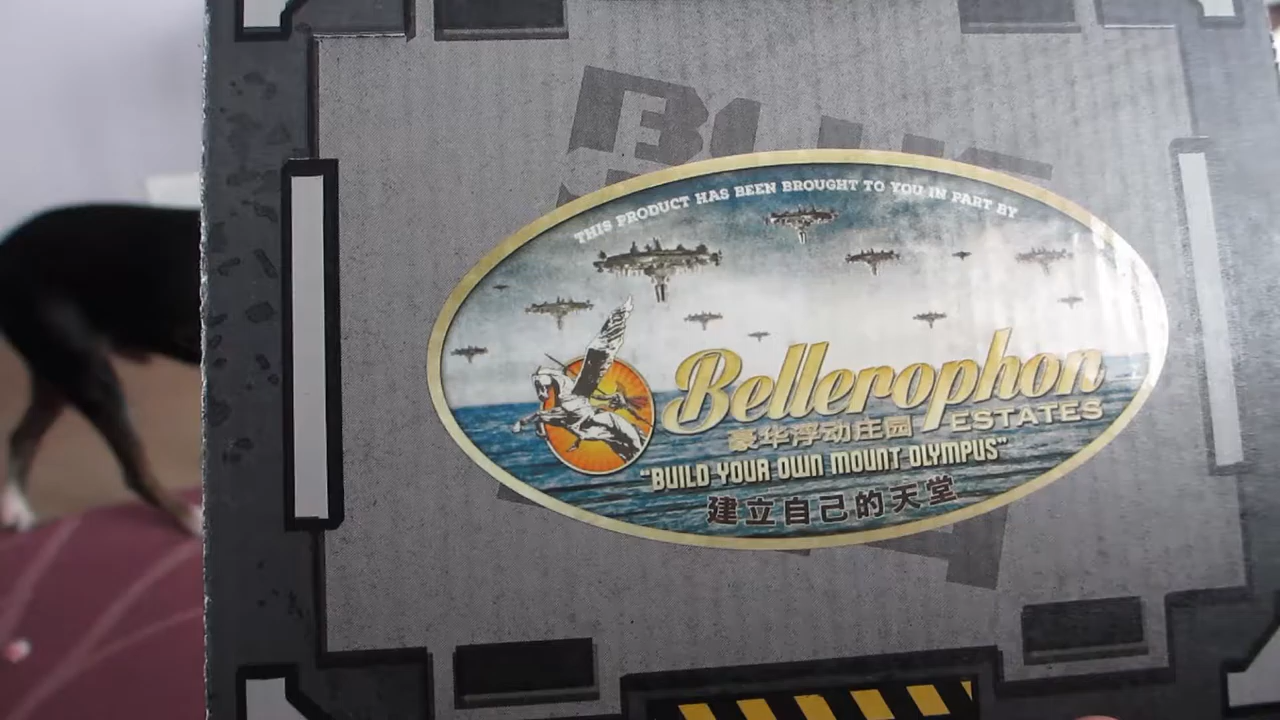 THIS PRODUCT HAS BEEN BROUGHT TO YOU IN PART BY
Bellerophon
ESTATES
豪华浮动庄园
"BUILD YOUR OWN MOUNT OLYMPUS"
建立自己的天堂